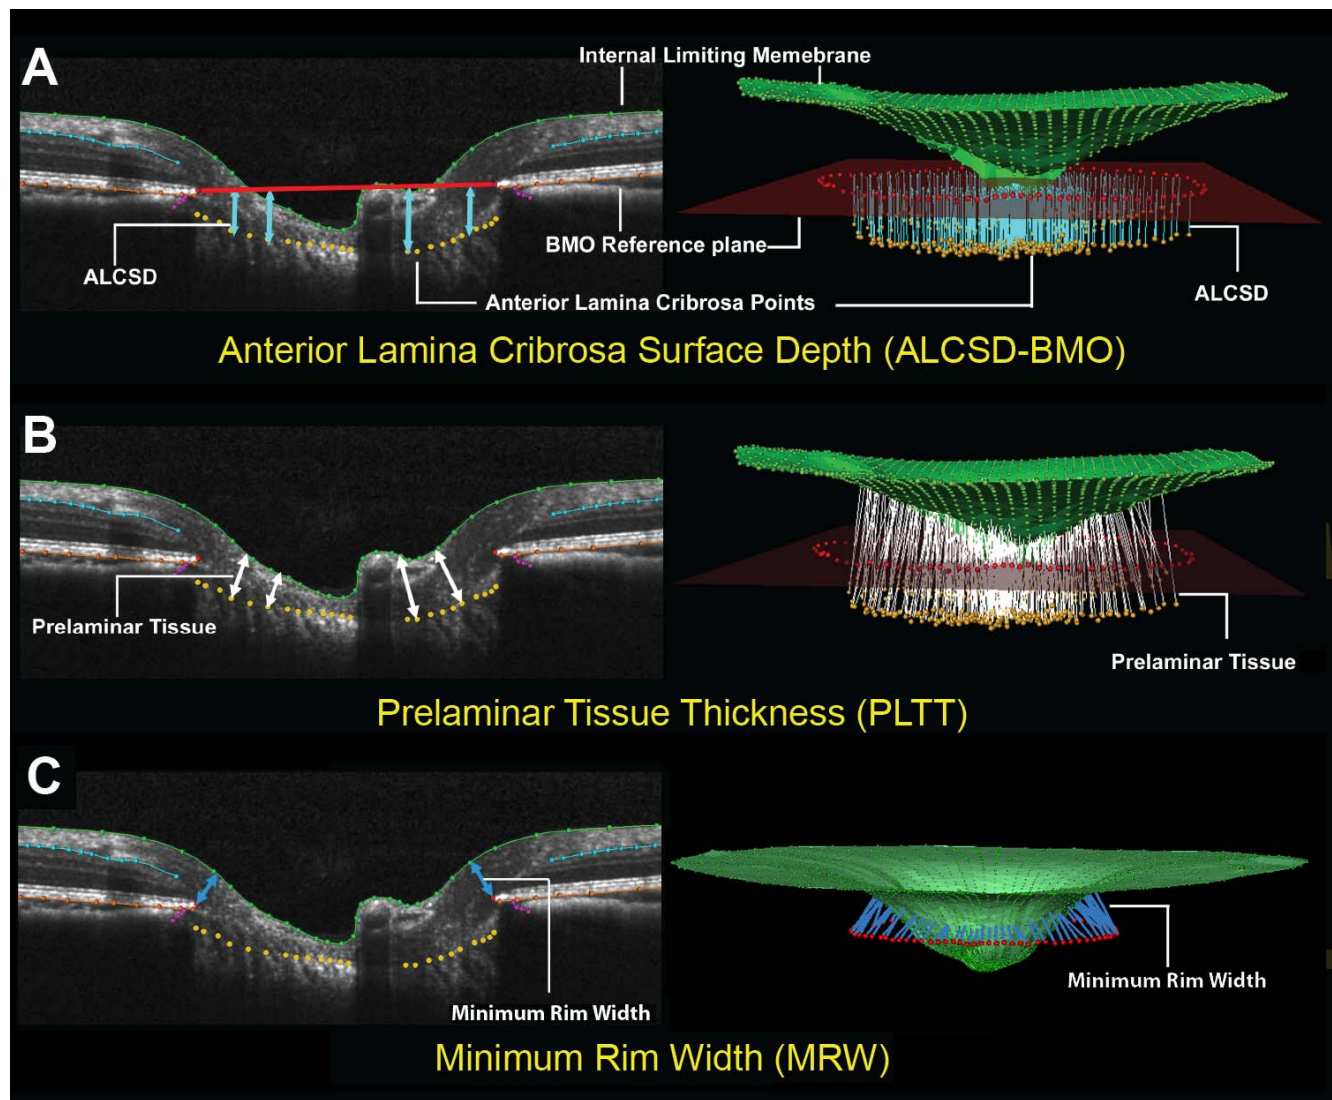 A
Internal Limiting Memebrane
BMO Reference plane
ALCSD
ALCSD
Anterior Lamina Cribrosa Points
Anterior Lamina Cribrosa Surface Depth (ALCSD-BMO)
B
Prelaminar Tissue
Prelaminar Tissue
Prelaminar Tissue Thickness (PLTT)
C
Minimum Rim Width
Minimum Rim Width
Minimum Rim Width (MRW)